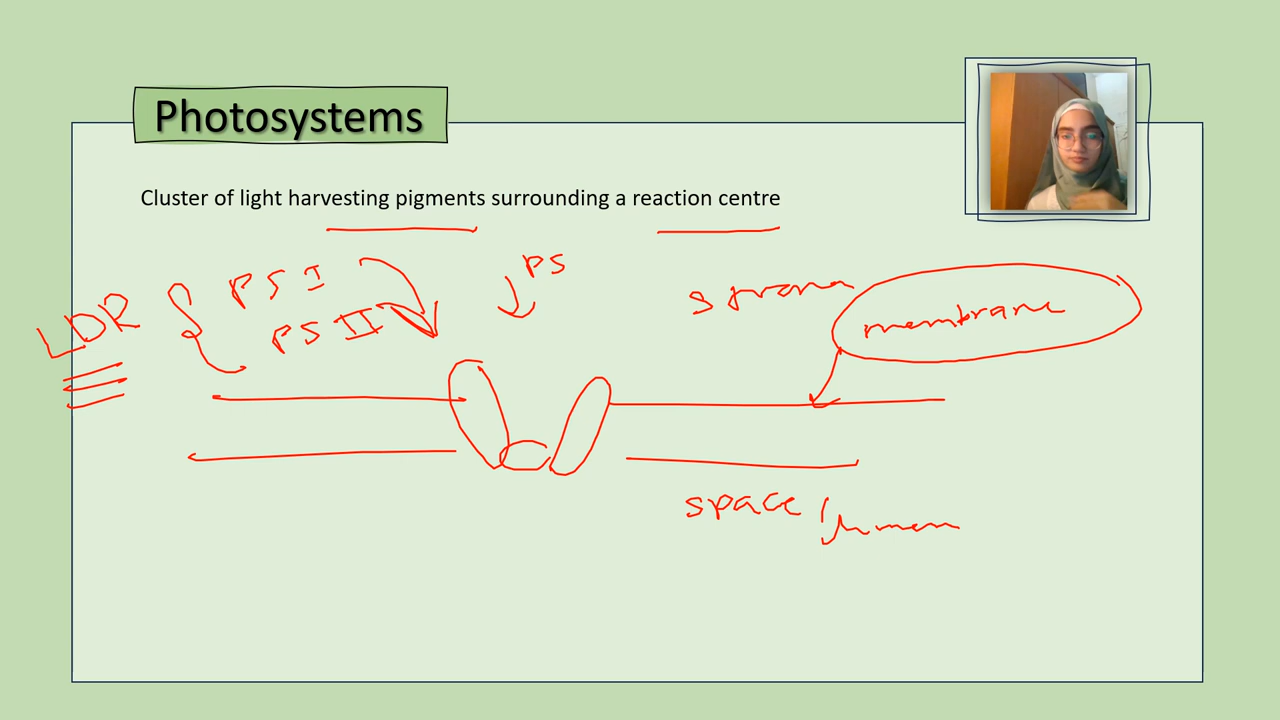 Photosystems
Cluster of light harvesting pigments surrounding a reaction centre
PS
PS I
stroma
LDR
PS II
membrane
space / lumen